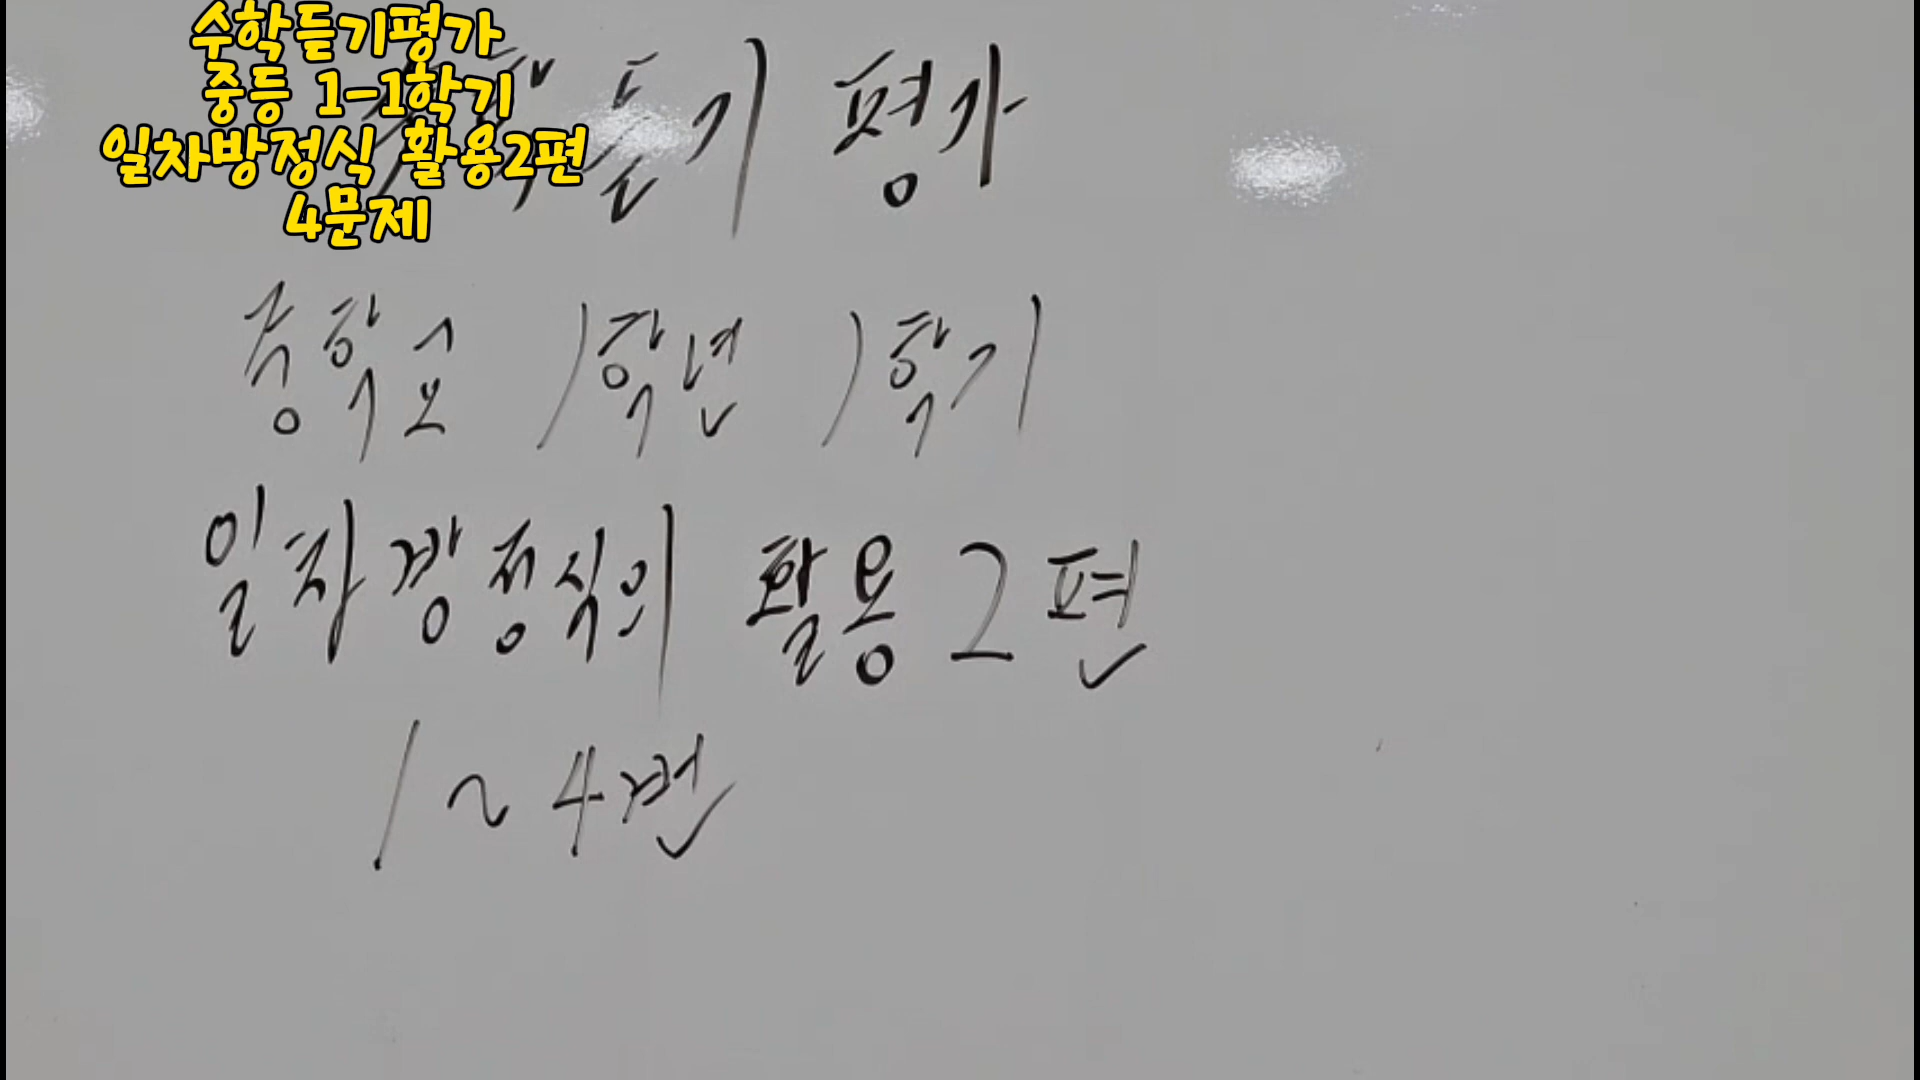 수학듣기평가
중등 1-1학기
일차방정식 활용2편
4문제
듣기 평가
중학교 1학년 1학기
일차방정식의 활용 2편
1~4번